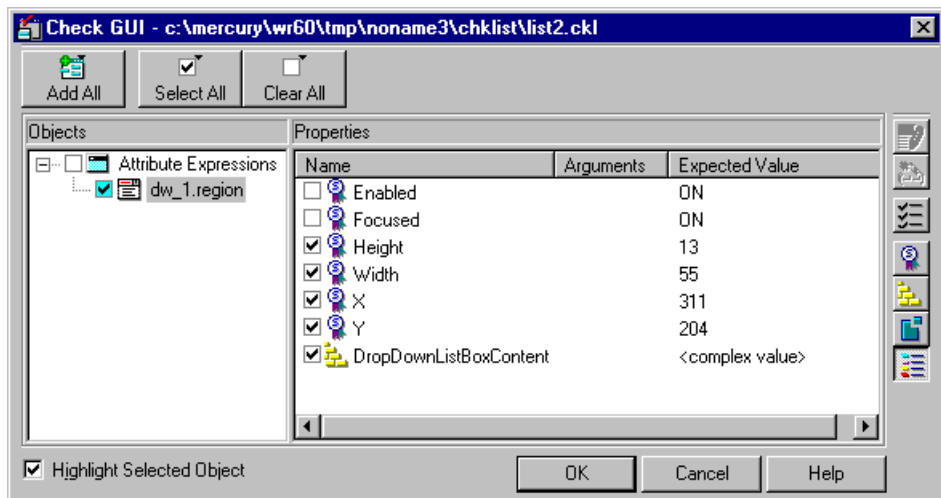 Check GUI - c:\mercury\wr60\tmp\noname3\chklist\list2.ckl
Add All Select All Clear All
Objects Properties
Attribute Expressions
dw_1.region
Name Arguments Expected Value
Enabled ON
Focused ON
Height 13
Width 55
X 311
Y 204
DropDownListBoxContent <complex value>
Highlight Selected Object OK Cancel Help